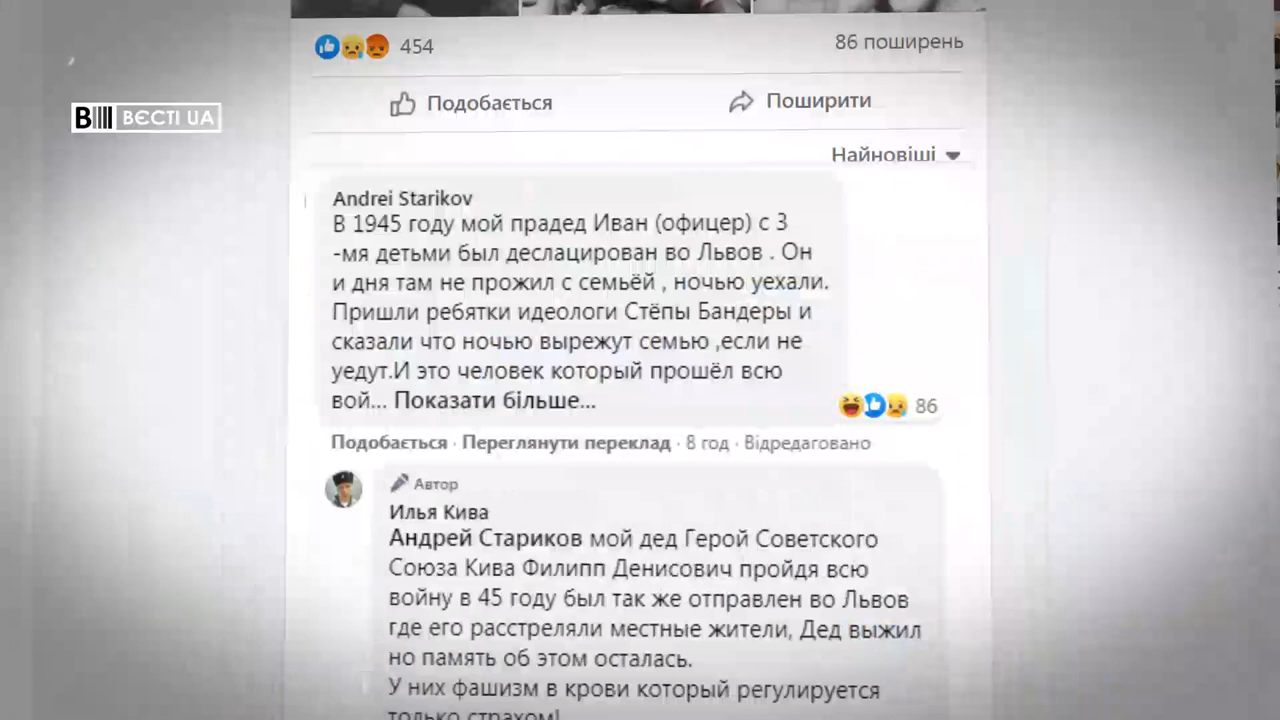 454
86 поширень
Подобається
Поширити
В ВЄСТІ UA
Найновіші
Andrei Starikov
В 1945 году мой прадед Иван (офицер) с 3
-мя детьми был деслацирован во Львов . Он
и дня там не прожил с семьёй , ночью уехали.
Пришли ребятки идеологи Стёпы Бандеры и
сказали что ночью вырежут семью ,если не
уедут.И это человек который прошёл всю
вой... Показати більше...
86
Подобається · Переглянути переклад · 8 год · Відредаговано
Автор
Илья Кива
Андрей Стариков мой дед Герой Советского
Союза Кива Филипп Денисович пройдя всю
войну в 45 году был так же отправлен во Львов
где его расстреляли местные жители, Дед выжил
но память об этом осталась.
У них фашизм в крови который регулируется
только страхом!